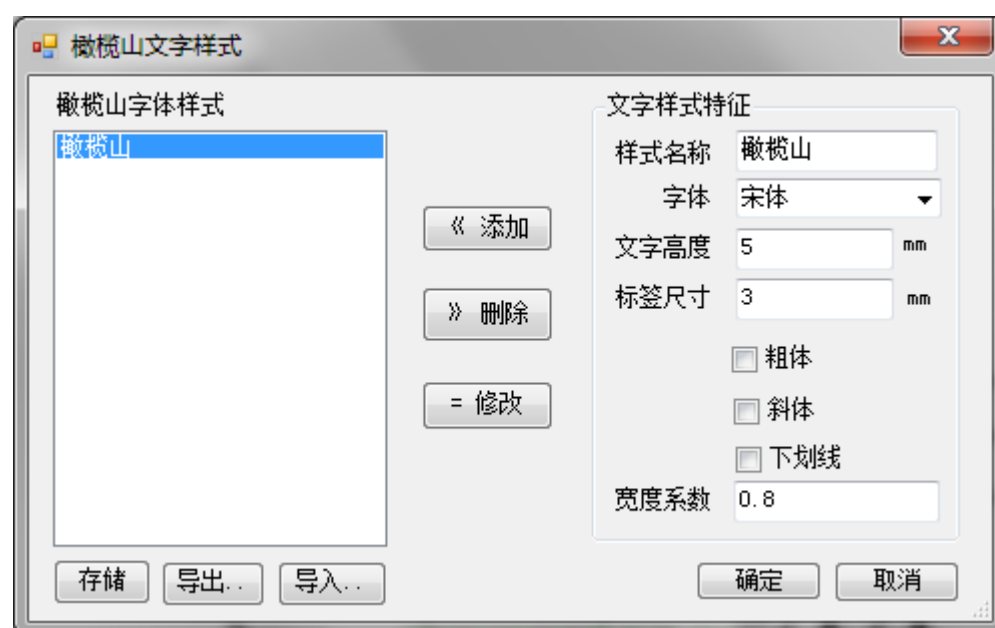 橄榄山文字样式
橄榄山字体样式
橄榄山
« 添加
» 删除
= 修改
存储
导出..
导入..
文字样式特征
样式名称 橄榄山
字体 宋体
文字高度 5 mm
标签尺寸 3 mm
粗体
斜体
下划线
宽度系数 0.8
确定
取消